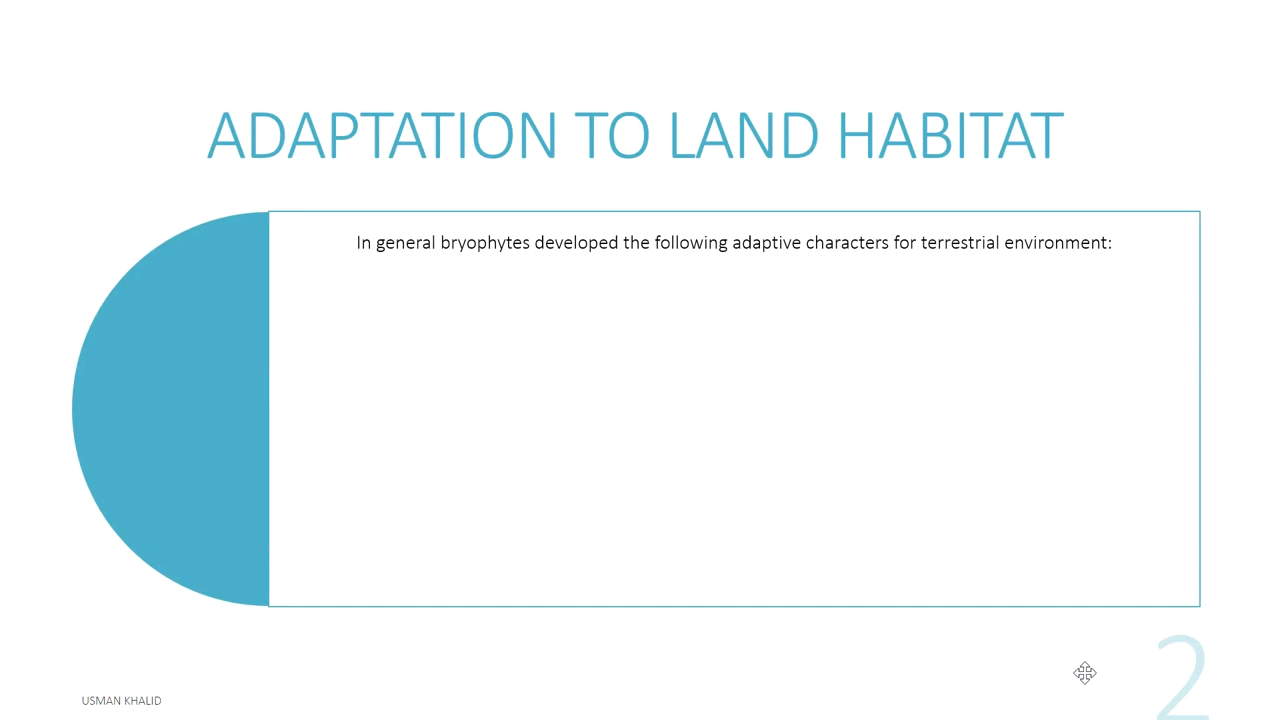 ADAPTATION TO LAND HABITAT
In general bryophytes developed the following adaptive characters for terrestrial environment:
2
USMAN KHALID